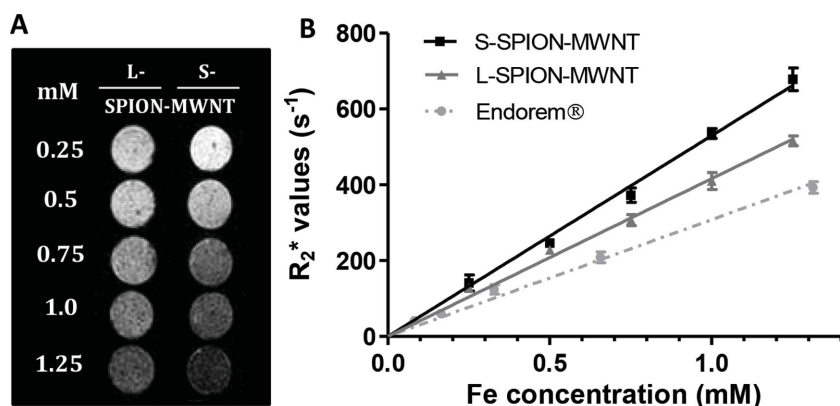 A
mM
L- S-
SPION-MWNT
0.25
0.5
0.75
1.0
1.25
B
R₂* values (s⁻¹)
800
600
400
200
0
S-SPION-MWNT
L-SPION-MWNT
Endorem®
0.0 0.5 1.0
Fe concentration (mM)